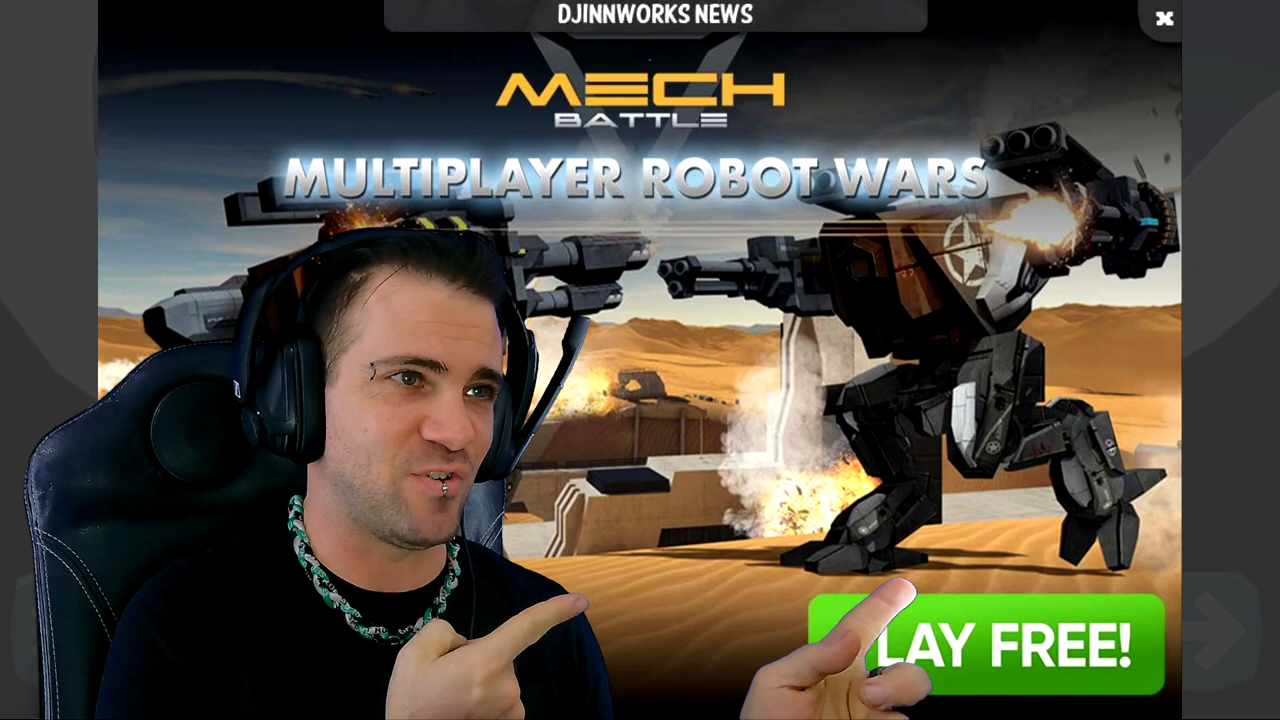 DJINNWORKS NEWS
MECH
BATTLE
MULTIPLAYER ROBOT WARS
LAY FREE!